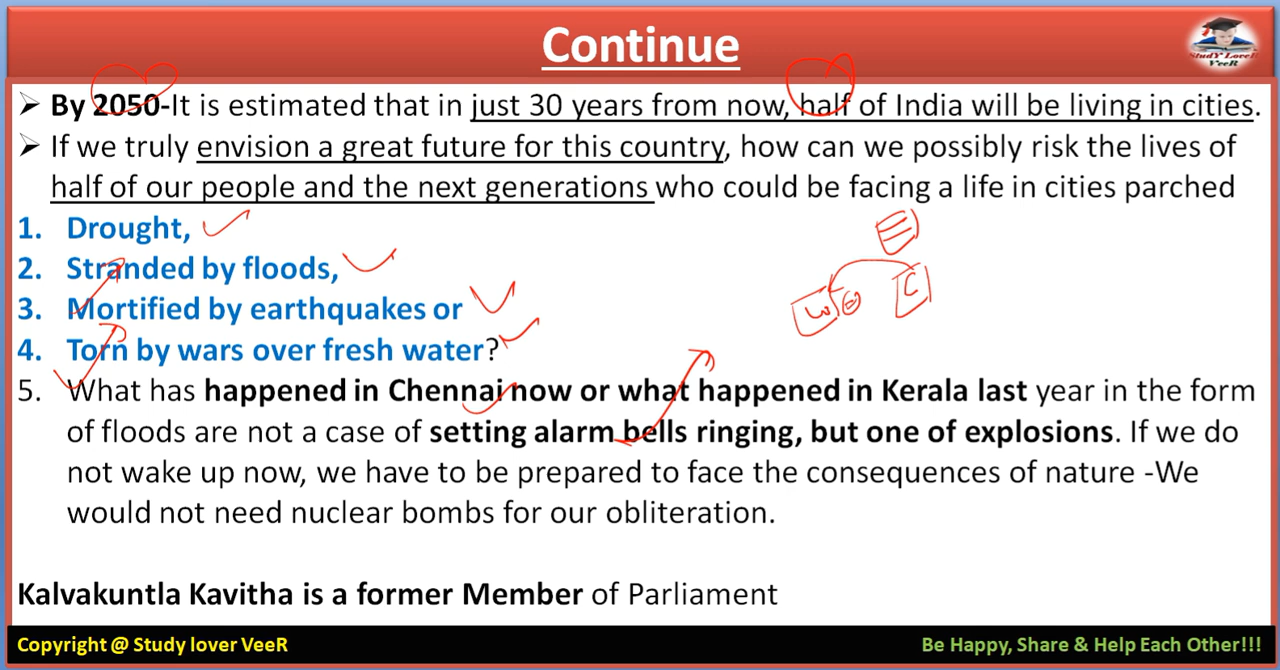 Continue
StudY LoveR
VeeR
➢ By 2050-It is estimated that in just 30 years from now, half of India will be living in cities.
➢ If we truly envision a great future for this country, how can we possibly risk the lives of
half of our people and the next generations who could be facing a life in cities parched
1. Drought,
2. Stranded by floods,
3. Mortified by earthquakes or
4. Torn by wars over fresh water?
W C
5. What has happened in Chennai now or what happened in Kerala last year in the form
of floods are not a case of setting alarm bells ringing, but one of explosions. If we do
not wake up now, we have to be prepared to face the consequences of nature -We
would not need nuclear bombs for our obliteration.
Kalvakuntla Kavitha is a former Member of Parliament
Copyright @ Study lover VeeR
Be Happy, Share & Help Each Other!!!